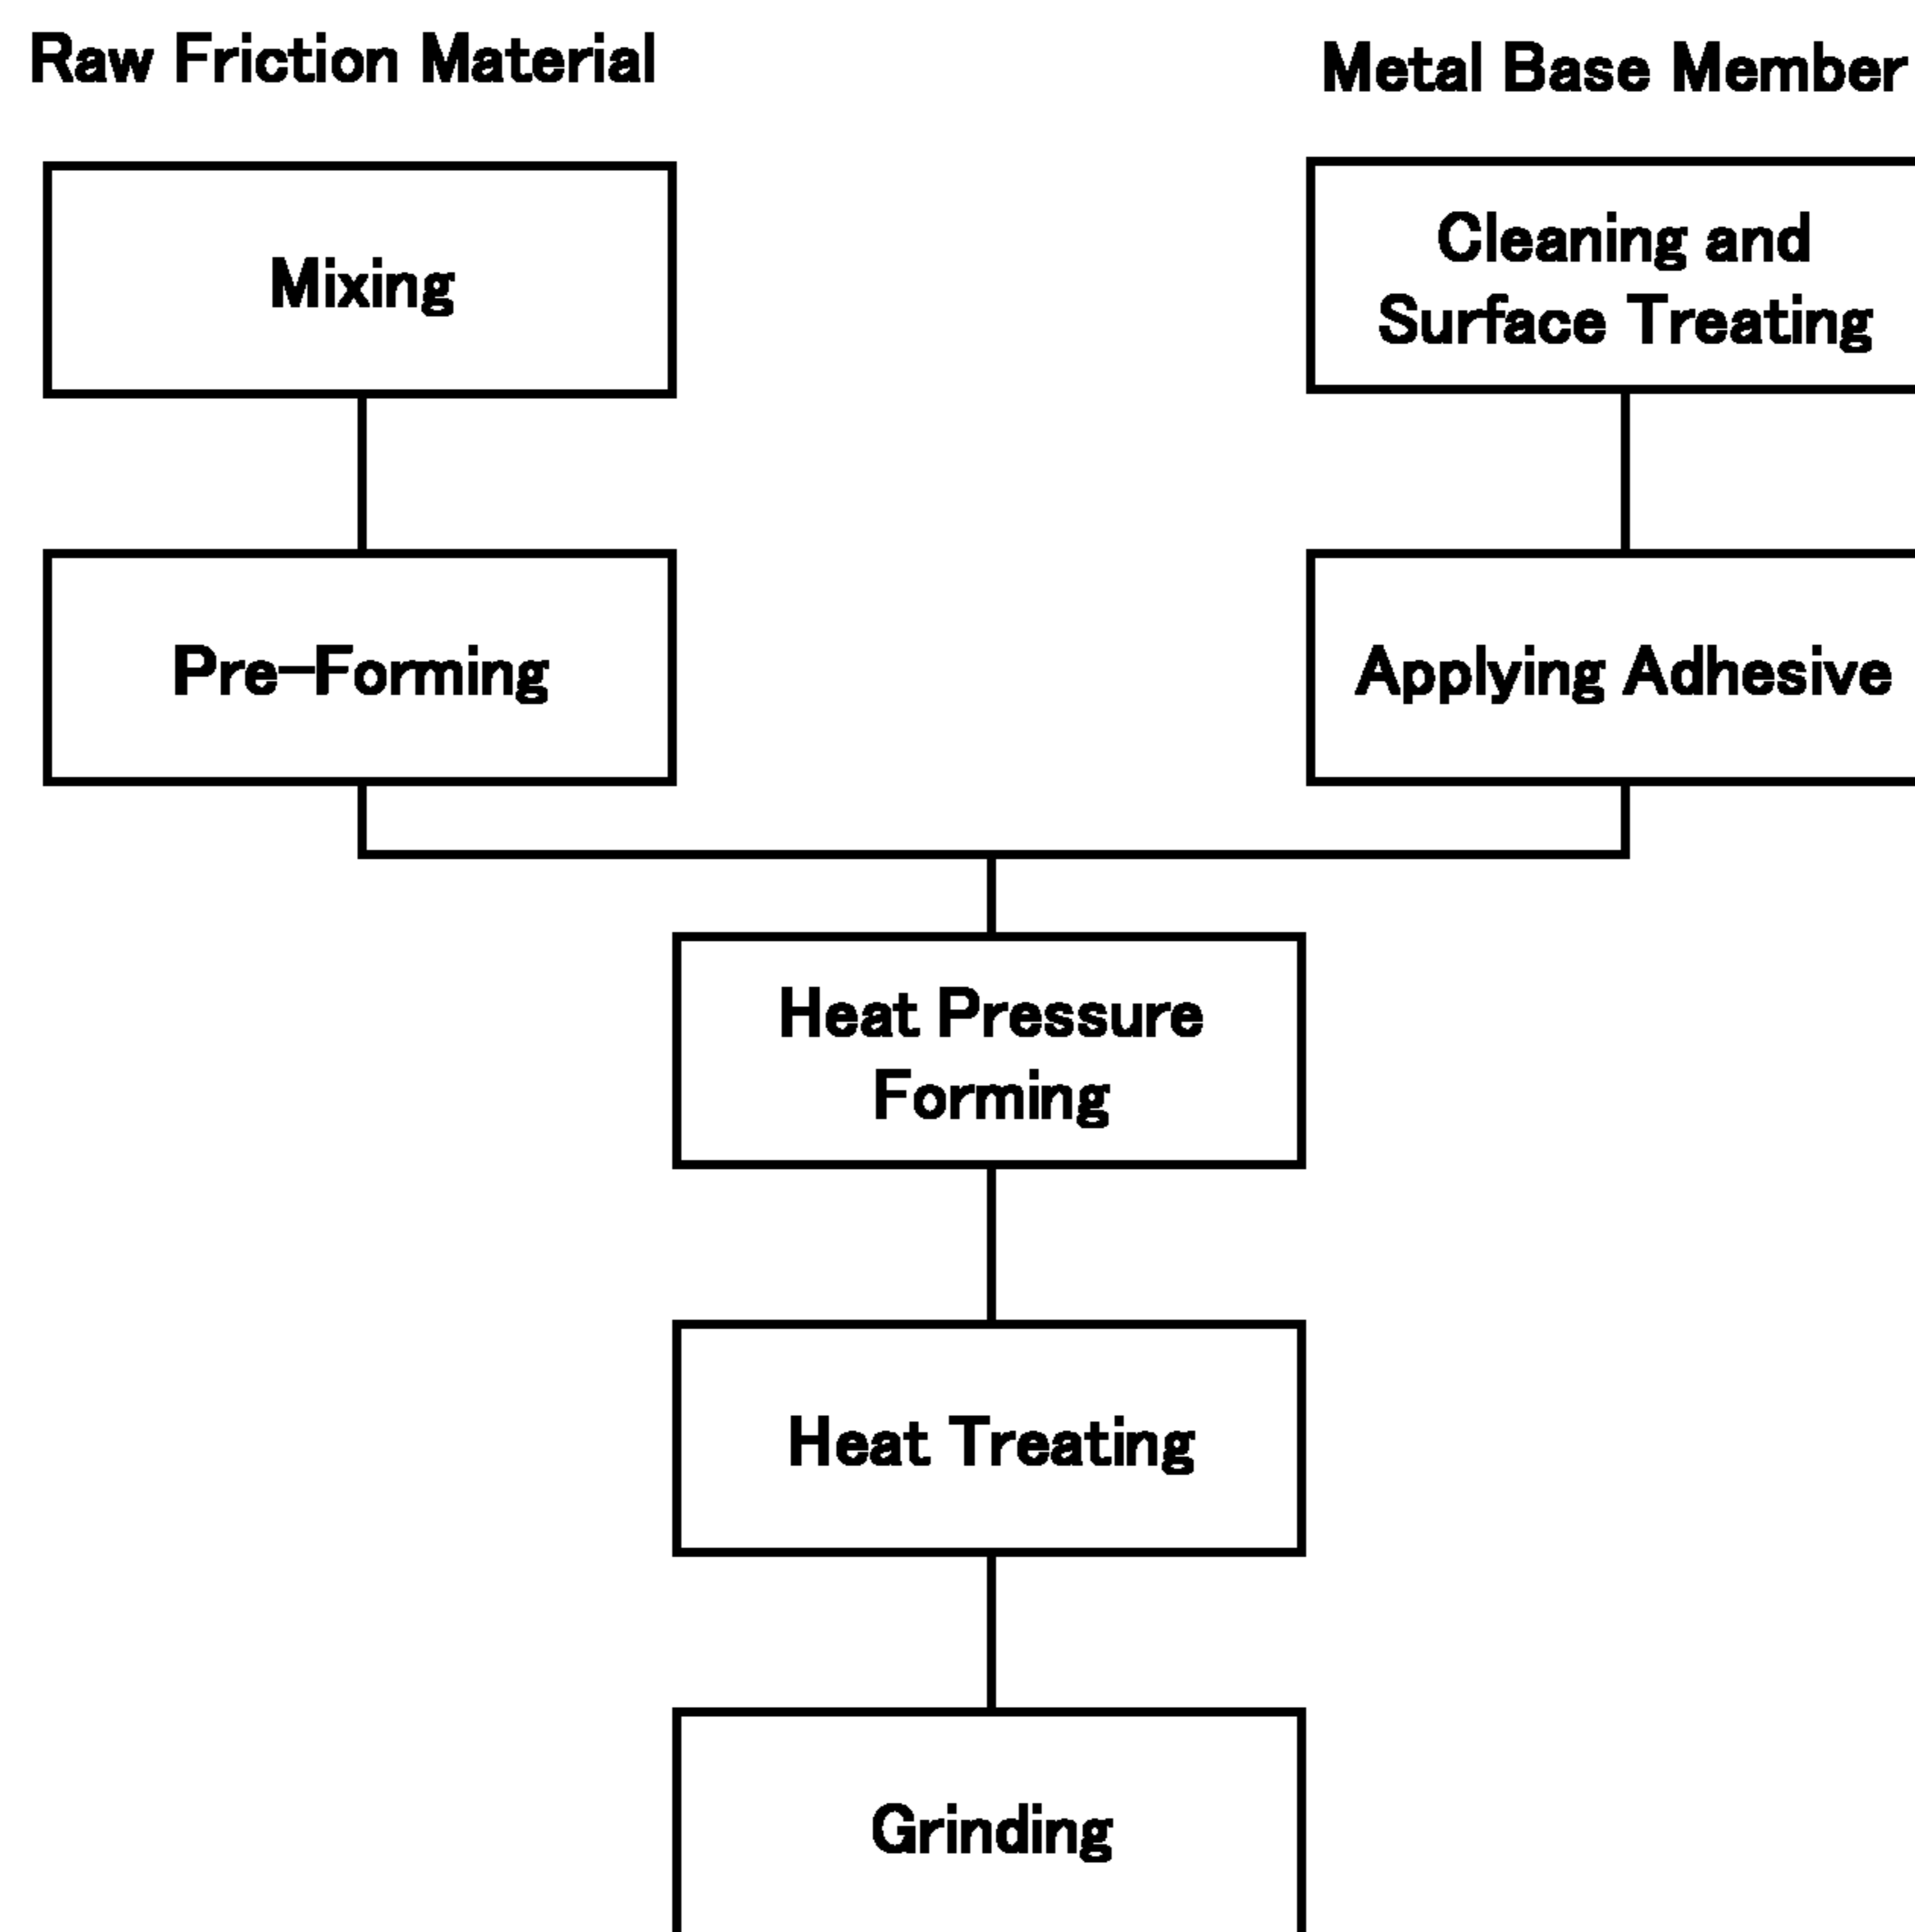 Raw Friction Material
Metal Base Member
Mixing
Cleaning and
Surface Treating
Pre-Forming
Applying Adhesive
Heat Pressure
Forming
Heat Treating
Grinding